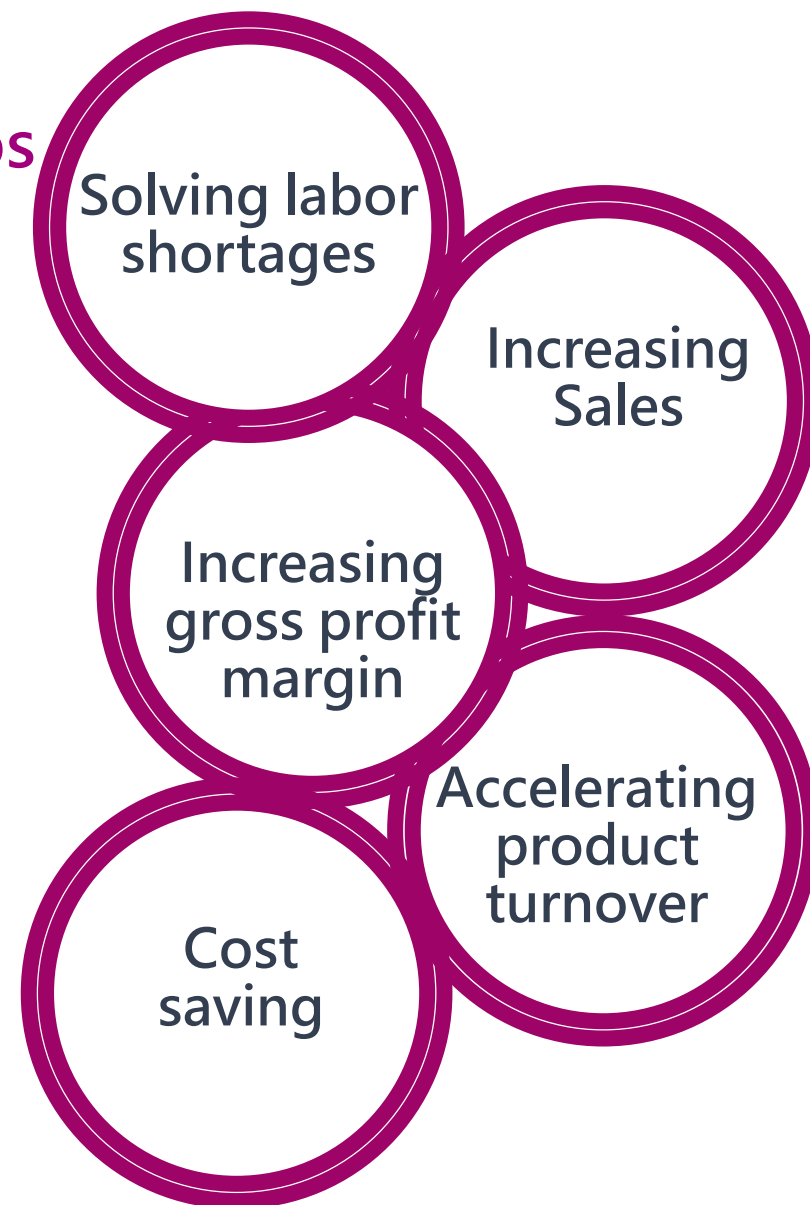 Solving labor
shortages
Increasing
Sales
Increasing
gross profit
margin
Accelerating
product
turnover
Cost
saving